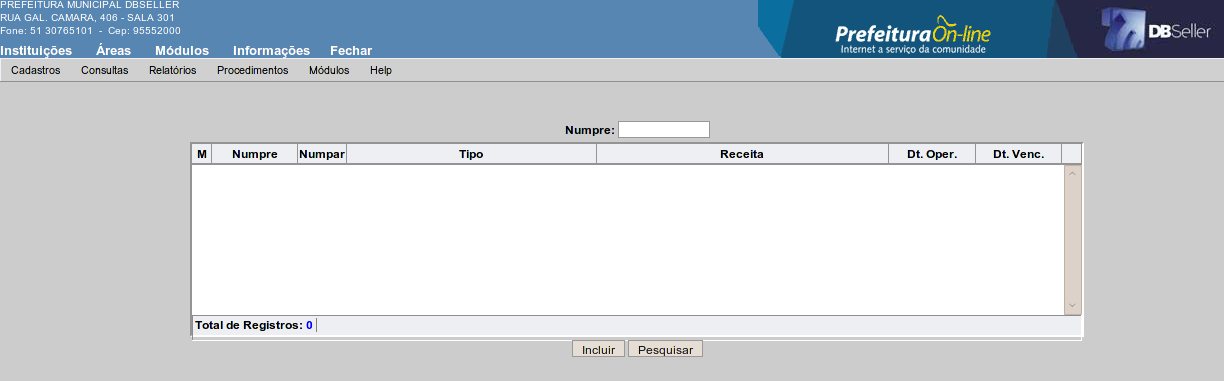 PREFEITURA MUNICIPAL DBSELLER
RUA GAL. CAMARA, 406 - SALA 301
Fone: 51 30765101 - Cep: 95552000
Instituições Áreas Módulos Informações Fechar
Prefeitura On-line
Internet a serviço da comunidade
DBSeller
Cadastros Consultas Relatórios Procedimentos Módulos Help
Numpre:
M Numpre Numpar Tipo Receita Dt. Oper. Dt. Venc.
Total de Registros: 0
Incluir Pesquisar